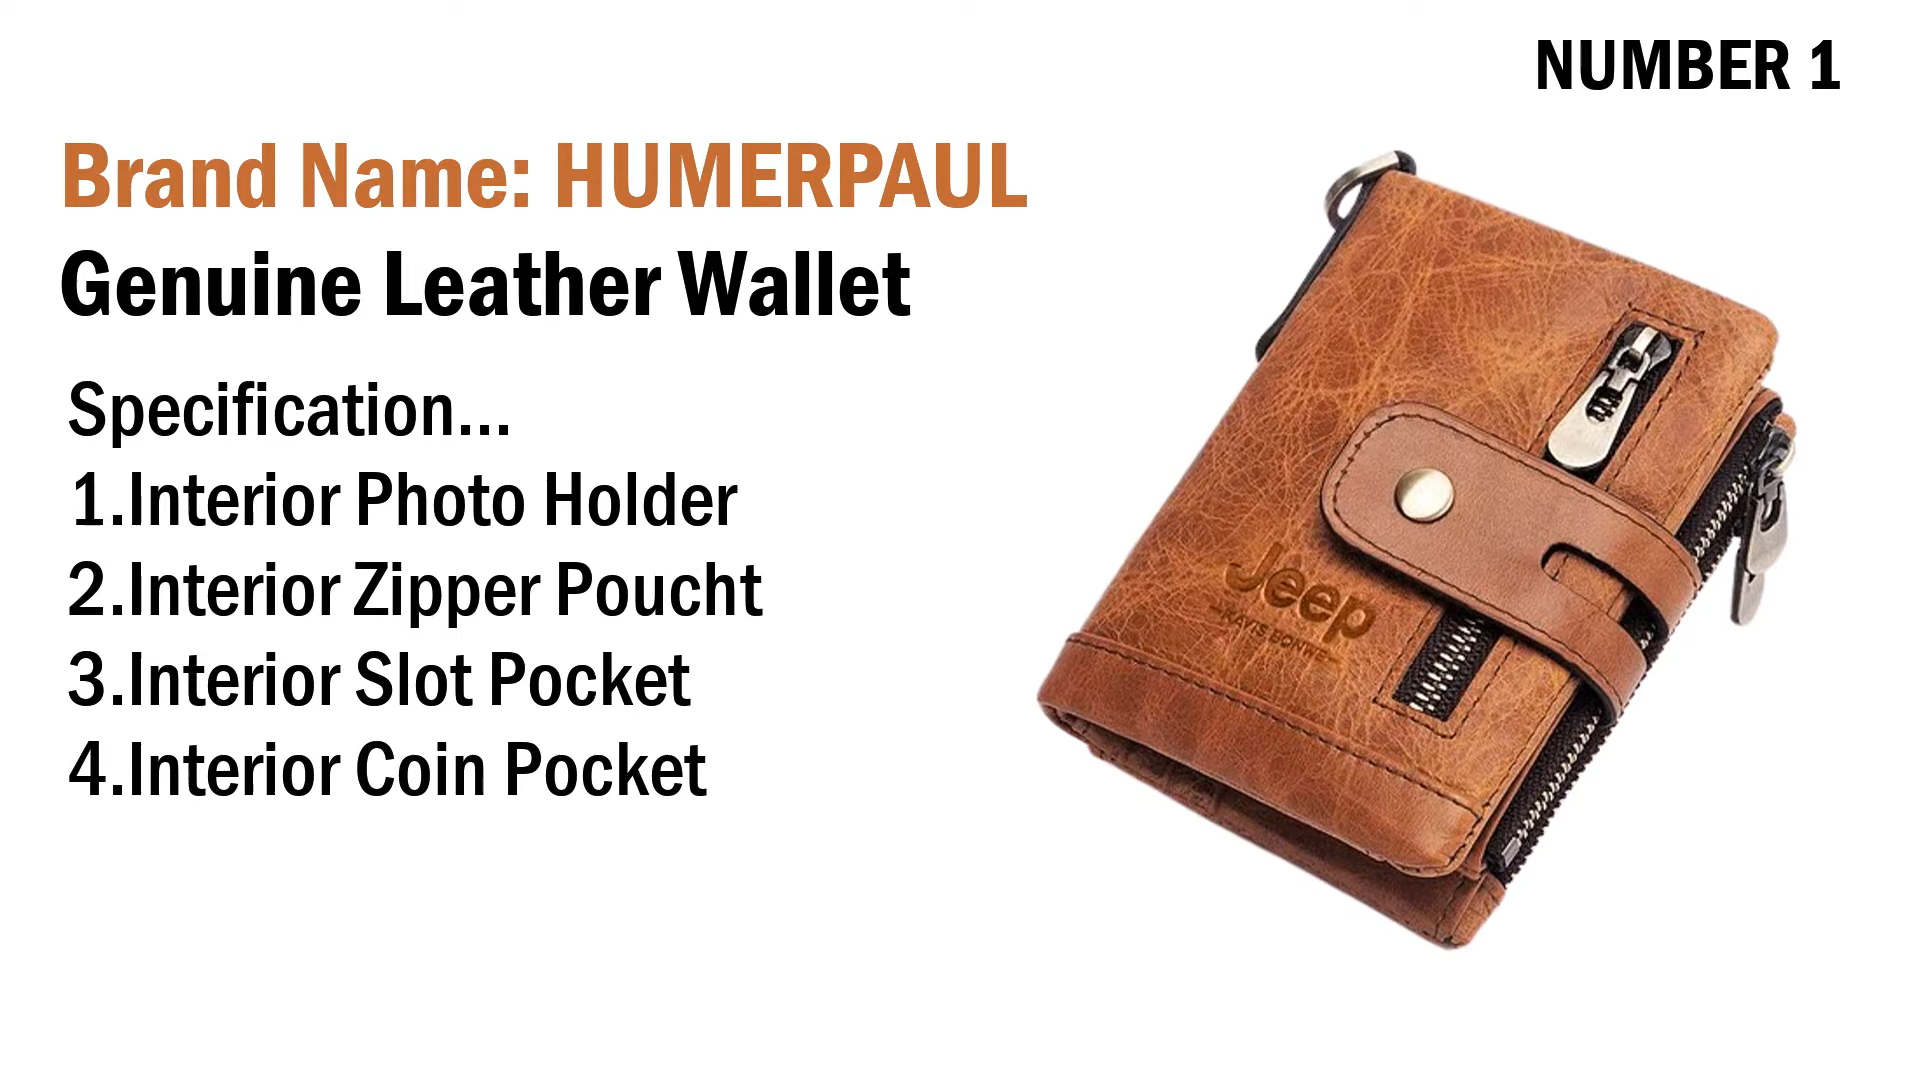 NUMBER 1
Brand Name: HUMERPAUL
Genuine Leather Wallet
Specification...
1.Interior Photo Holder
2.Interior Zipper Poucht
3.Interior Slot Pocket
4.Interior Coin Pocket
Jeep